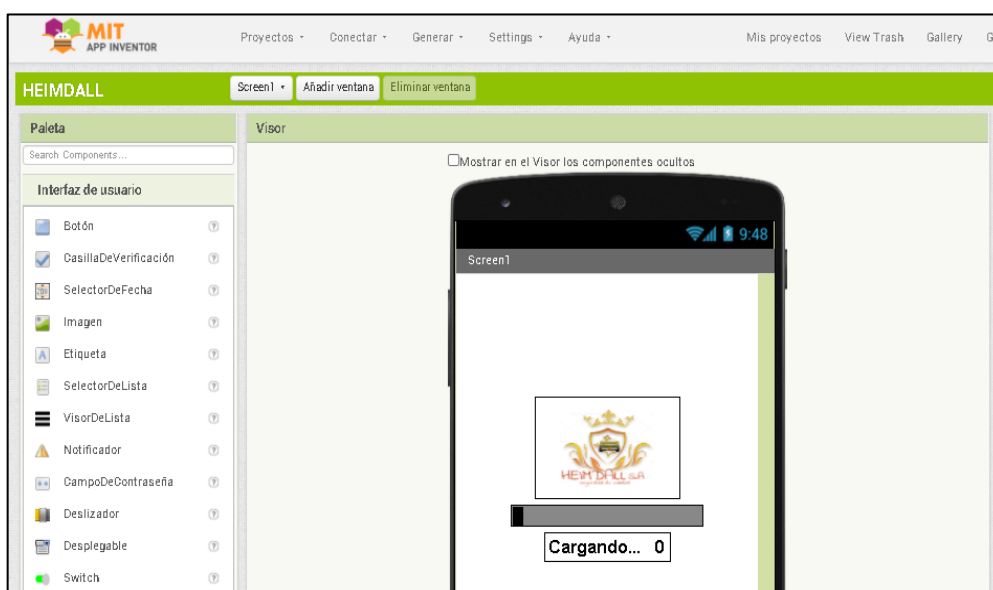 MIT
APP INVENTOR
Proyectos Conectar Generar Settings Ayuda Mis proyectos View Trash Gallery G
HEIMDALL Screen1 Añadir ventana Eliminar ventana
Paleta
Visor
Search Components...
Mostrar en el Visor los componentes ocultos
Interfaz de usuario
Botón
CasillaDeVerificación
SelectorDeFecha
Imagen
Etiqueta
SelectorDeLista
VisorDeLista
Notificador
CampoDeContraseña
Deslizador
Desplegable
Switch
9:48
Screen1
HEIMDALL S.A
Cargando... 0